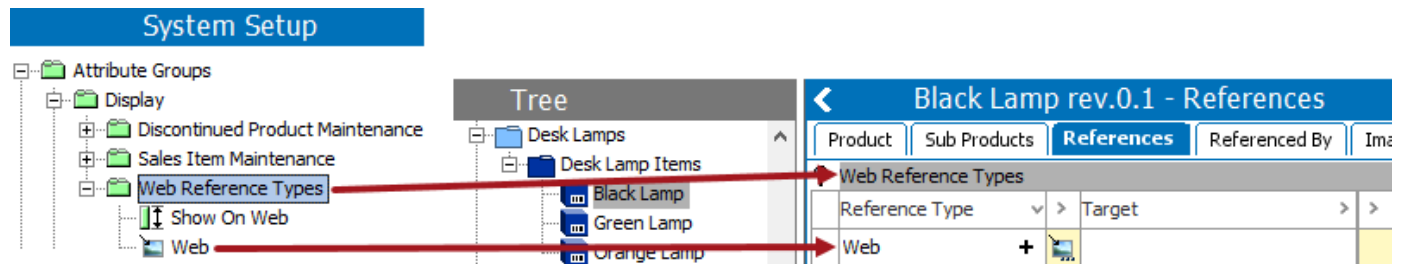 System Setup
Attribute Groups
Display
Discontinued Product Maintenance
Sales Item Maintenance
Web Reference Types
Show On Web
Web
Tree
Desk Lamps
Desk Lamp Items
Black Lamp
Green Lamp
Orange Lamp
Black Lamp rev.0.1 - References
Product Sub Products References Referenced By Ima
Web Reference Types
Reference Type > Target > >
Web +